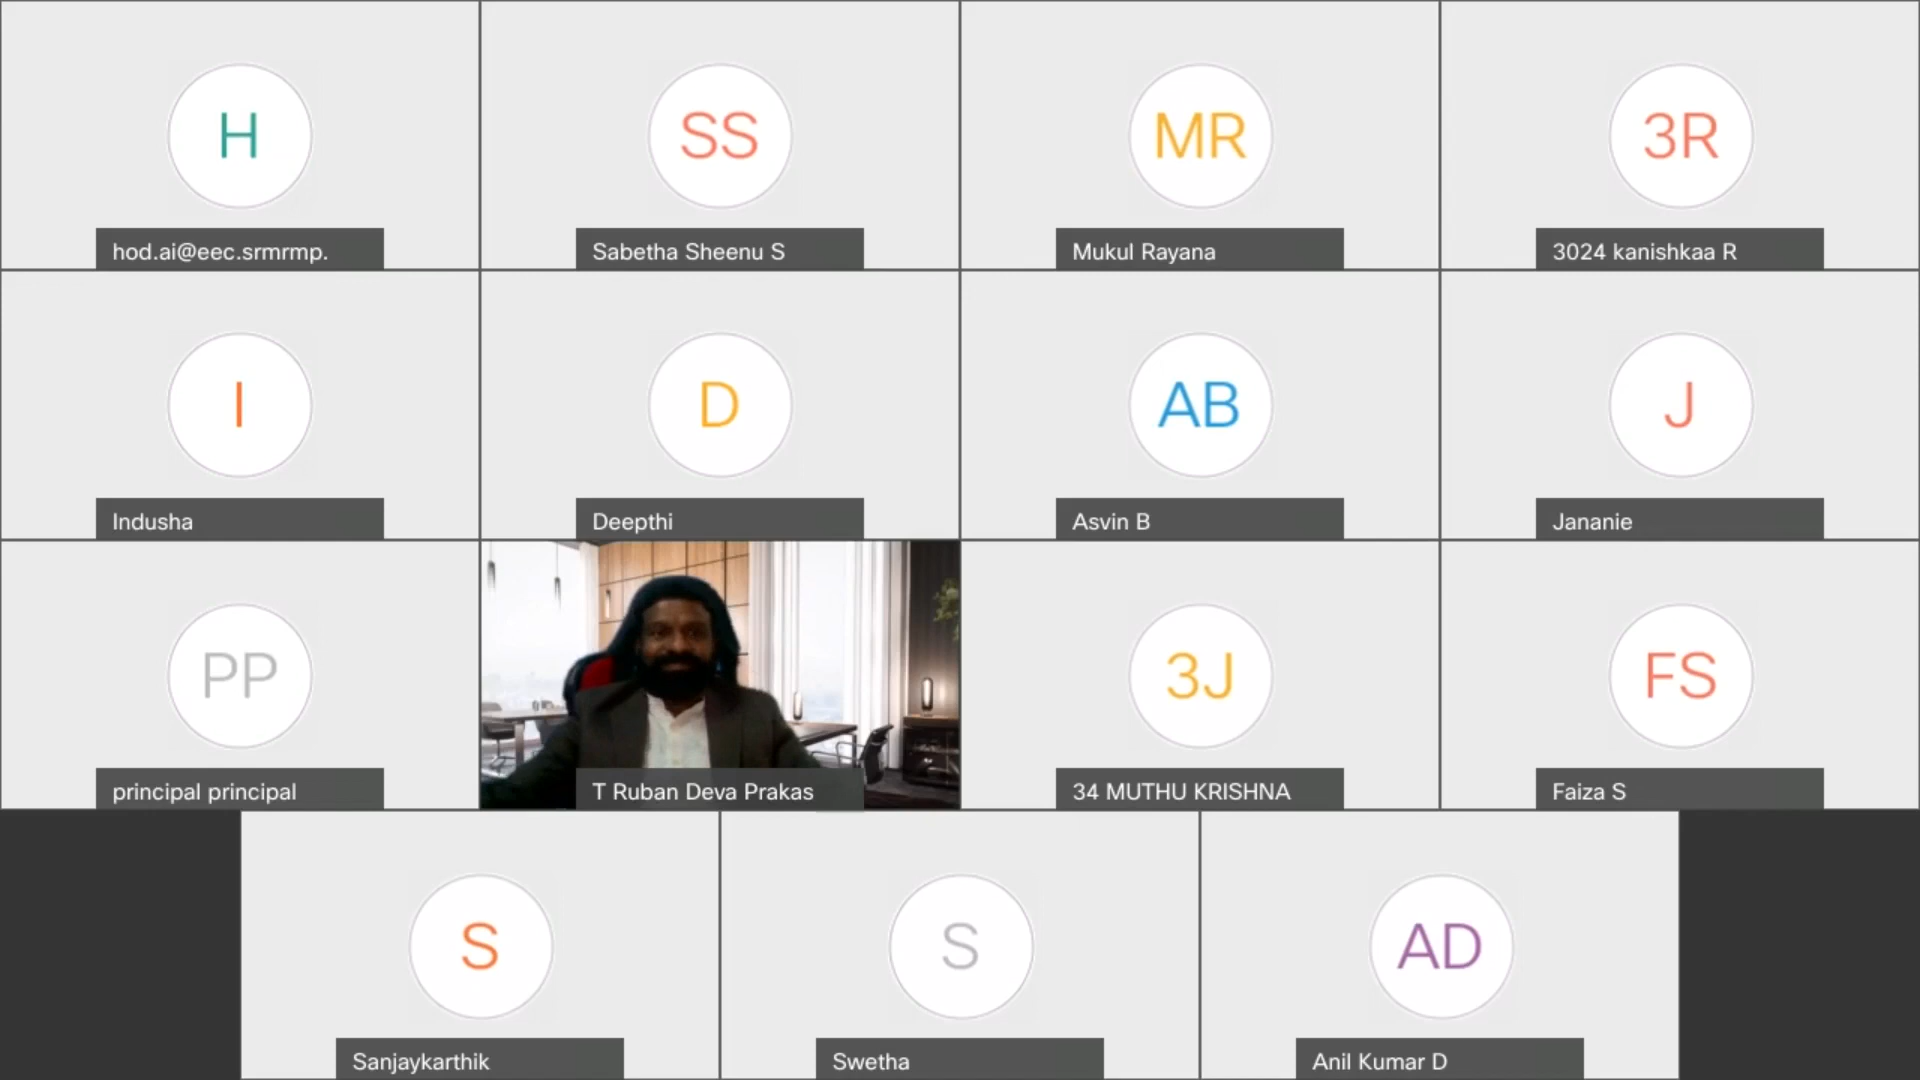 H
SS
MR
3R
hod.ai@eec.srmrmp.
Sabetha Sheenu S
Mukul Rayana
3024 kanishkaa R
I
D
AB
J
Indusha
Deepthi
Asvin B
Jananie
PP
3J
FS
principal principal
T Ruban Deva Prakas
34 MUTHU KRISHNA
Faiza S
S
S
AD
Sanjaykarthik
Swetha
Anil Kumar D